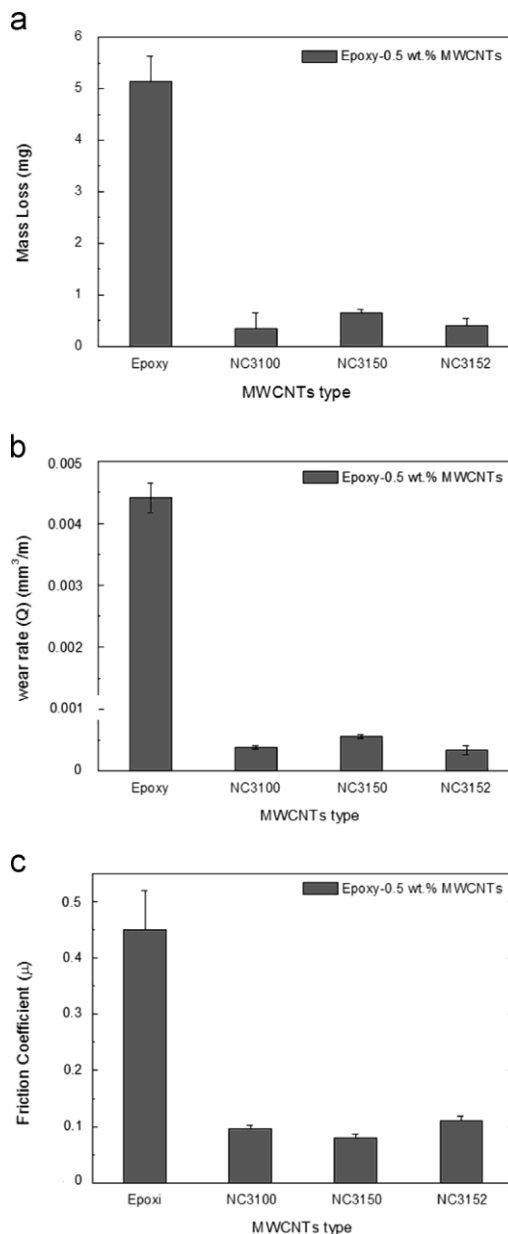 a
6
5
4
3
2
1
0
Mass Loss (mg)
Epoxy-0.5 wt.% MWCNTs
Epoxy NC3100 NC3150 NC3152
MWCNTs type
b
0.005
0.004
0.003
0.002
0.001
0
wear rate (Q) (mm³/m)
Epoxy-0.5 wt.% MWCNTs
Epoxy NC3100 NC3150 NC3152
MWCNTs type
c
0.5
0.4
0.3
0.2
0.1
0
Friction Coefficient (μ)
Epoxy-0.5 wt.% MWCNTs
Epoxi NC3100 NC3150 NC3152
MWCNTs type